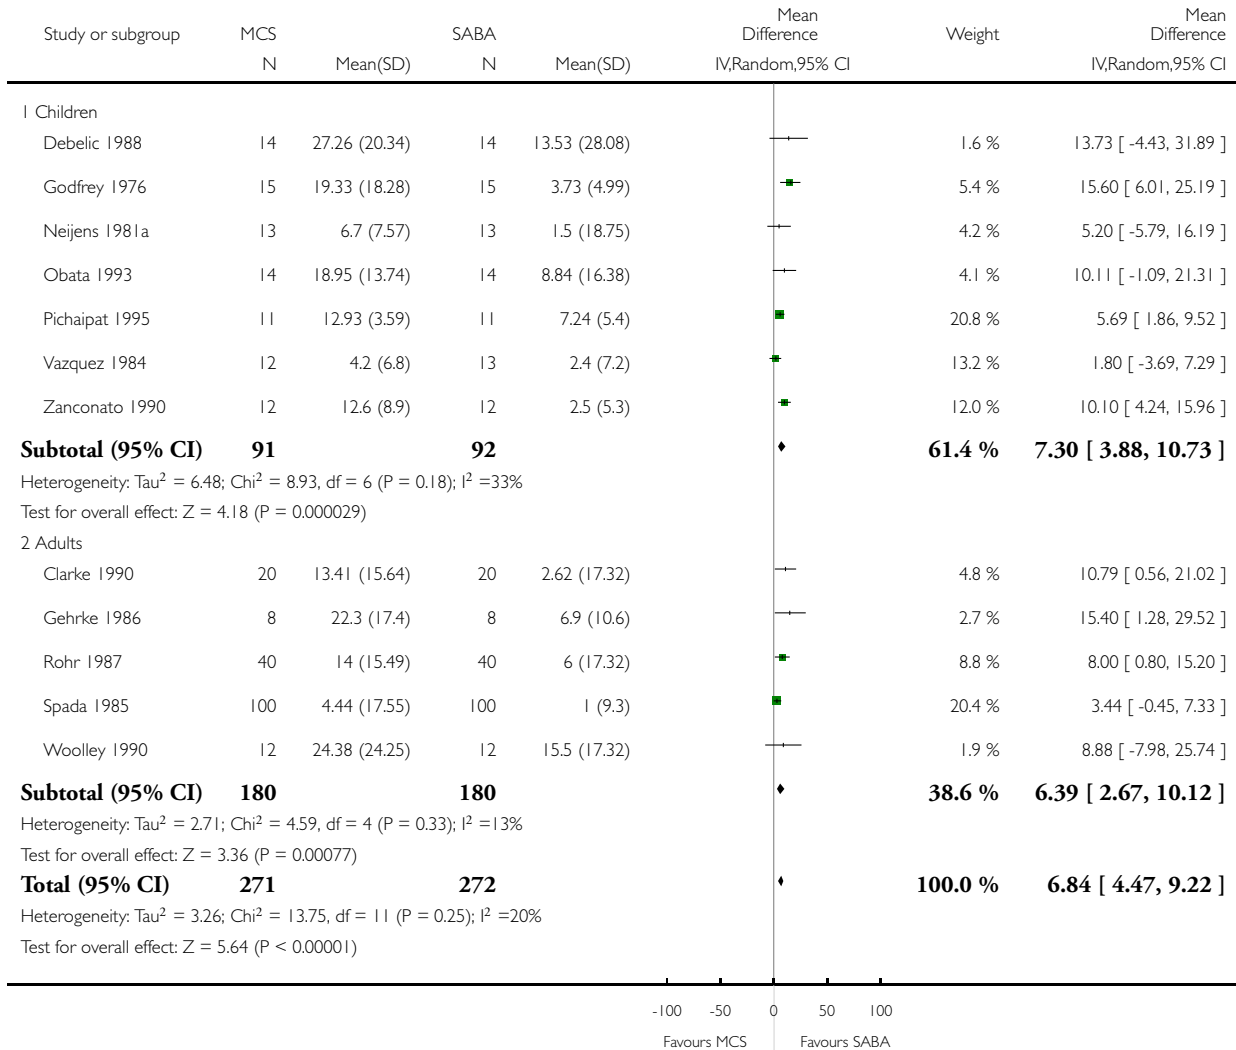 Mean Mean
Study or subgroup MCS SABA Difference Weight Difference
N Mean(SD) N Mean(SD) IV,Random,95% CI IV,Random,95% CI
1 Children
Debelic 1988 14 27.26 (20.34) 14 13.53 (28.08) 1.6 % 13.73 [ -4.43, 31.89 ]
Godfrey 1976 15 19.33 (18.28) 15 3.73 (4.99) 5.4 % 15.60 [ 6.01, 25.19 ]
Neijens 1981a 13 6.7 (7.57) 13 1.5 (18.75) 4.2 % 5.20 [ -5.79, 16.19 ]
Obata 1993 14 18.95 (13.74) 14 8.84 (16.38) 4.1 % 10.11 [ -1.09, 21.31 ]
Pichaipat 1995 11 12.93 (3.59) 11 7.24 (5.4) 20.8 % 5.69 [ 1.86, 9.52 ]
Vazquez 1984 12 4.2 (6.8) 13 2.4 (7.2) 13.2 % 1.80 [ -3.69, 7.29 ]
Zanconato 1990 12 12.6 (8.9) 12 2.5 (5.3) 12.0 % 10.10 [ 4.24, 15.96 ]
Subtotal (95% CI) 91 92 61.4 % 7.30 [ 3.88, 10.73 ]
Heterogeneity: Tau² = 6.48; Chi² = 8.93, df = 6 (P = 0.18); I² =33%
Test for overall effect: Z = 4.18 (P = 0.000029)
2 Adults
Clarke 1990 20 13.41 (15.64) 20 2.62 (17.32) 4.8 % 10.79 [ 0.56, 21.02 ]
Gehrke 1986 8 22.3 (17.4) 8 6.9 (10.6) 2.7 % 15.40 [ 1.28, 29.52 ]
Rohr 1987 40 14 (15.49) 40 6 (17.32) 8.8 % 8.00 [ 0.80, 15.20 ]
Spada 1985 100 4.44 (17.55) 100 1 (9.3) 20.4 % 3.44 [ -0.45, 7.33 ]
Woolley 1990 12 24.38 (24.25) 12 15.5 (17.32) 1.9 % 8.88 [ -7.98, 25.74 ]
Subtotal (95% CI) 180 180 38.6 % 6.39 [ 2.67, 10.12 ]
Heterogeneity: Tau² = 2.71; Chi² = 4.59, df = 4 (P = 0.33); I² =13%
Test for overall effect: Z = 3.36 (P = 0.00077)
Total (95% CI) 271 272 100.0 % 6.84 [ 4.47, 9.22 ]
Heterogeneity: Tau² = 3.26; Chi² = 13.75, df = 11 (P = 0.25); I² =20%
Test for overall effect: Z = 5.64 (P < 0.00001)
-100 -50 0 50 100
Favours MCS Favours SABA